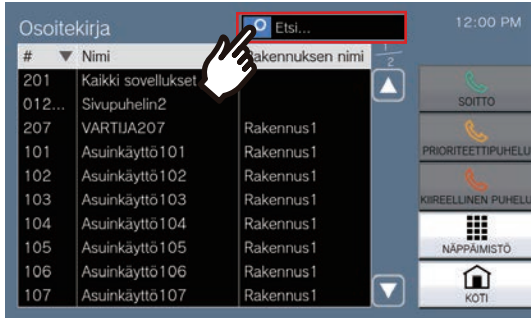 Osoitekirja
Etsi...
12:00 PM
# ▼ Nimi Rakennuksen nimi
1/2
201 Kaikki sovellukset
012... Sivupuhelin2
207 VARTIJA207 Rakennus1
101 Asuinkäyttö101 Rakennus1
102 Asuinkäyttö102 Rakennus1
103 Asuinkäyttö103 Rakennus1
104 Asuinkäyttö104 Rakennus1
105 Asuinkäyttö105 Rakennus1
106 Asuinkäyttö106 Rakennus1
107 Asuinkäyttö107 Rakennus1
SOITTO
PRIORITEETTIPUHELU
KIIREELLINEN PUHELU
NÄPPÄIMISTÖ
KOTI